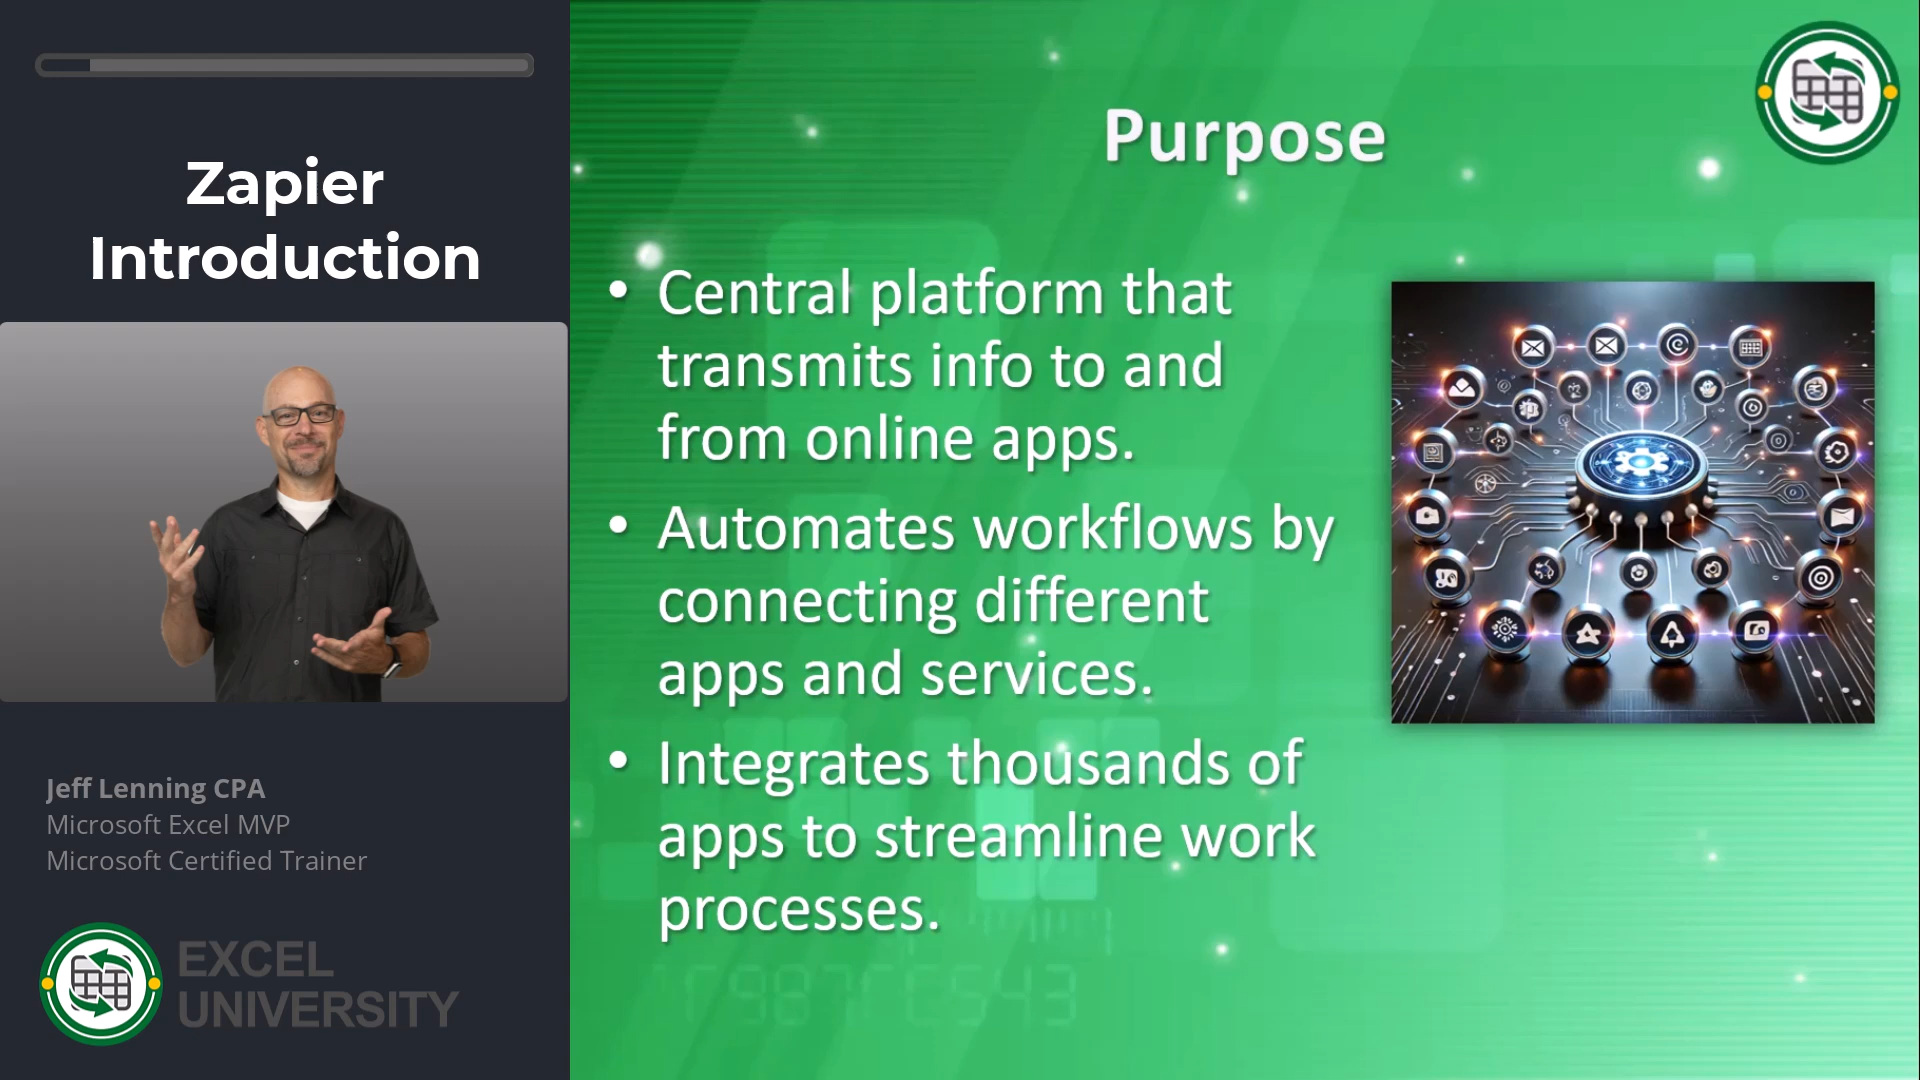 Zapier
Introduction
Jeff Lenning CPA
Microsoft Excel MVP
Microsoft Certified Trainer
EXCEL
UNIVERSITY
Purpose
• Central platform that
transmits info to and
from online apps.
• Automates workflows by
connecting different
apps and services.
• Integrates thousands of
apps to streamline work
processes.